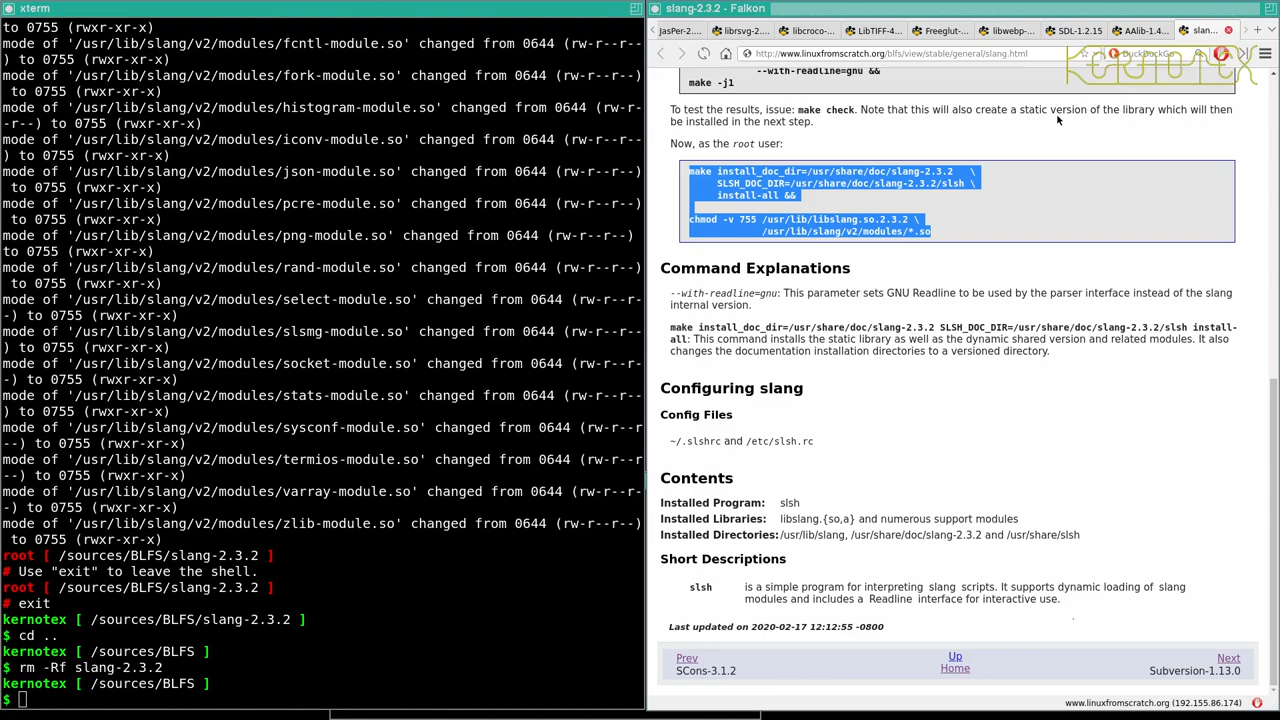 xterm
to 0755 (rwxr-xr-x)
mode of '/usr/lib/slang/v2/modules/fcntl-module.so' changed from 0644 (rw-r--r--
) to 0755 (rwxr-xr-x)
mode of '/usr/lib/slang/v2/modules/fork-module.so' changed from 0644 (rw-r--r--)
to 0755 (rwxr-xr-x)
mode of '/usr/lib/slang/v2/modules/histogram-module.so' changed from 0644 (rw-r-
-r--) to 0755 (rwxr-xr-x)
mode of '/usr/lib/slang/v2/modules/iconv-module.so' changed from 0644 (rw-r--r--
) to 0755 (rwxr-xr-x)
mode of '/usr/lib/slang/v2/modules/json-module.so' changed from 0644 (rw-r--r--)
to 0755 (rwxr-xr-x)
mode of '/usr/lib/slang/v2/modules/pcre-module.so' changed from 0644 (rw-r--r--)
to 0755 (rwxr-xr-x)
mode of '/usr/lib/slang/v2/modules/png-module.so' changed from 0644 (rw-r--r--)
to 0755 (rwxr-xr-x)
mode of '/usr/lib/slang/v2/modules/rand-module.so' changed from 0644 (rw-r--r--)
to 0755 (rwxr-xr-x)
mode of '/usr/lib/slang/v2/modules/select-module.so' changed from 0644 (rw-r--r-
-) to 0755 (rwxr-xr-x)
mode of '/usr/lib/slang/v2/modules/slsmg-module.so' changed from 0644 (rw-r--r--
) to 0755 (rwxr-xr-x)
mode of '/usr/lib/slang/v2/modules/socket-module.so' changed from 0644 (rw-r--r-
-) to 0755 (rwxr-xr-x)
mode of '/usr/lib/slang/v2/modules/stats-module.so' changed from 0644 (rw-r--r--
) to 0755 (rwxr-xr-x)
mode of '/usr/lib/slang/v2/modules/sysconf-module.so' changed from 0644 (rw-r--r
--) to 0755 (rwxr-xr-x)
mode of '/usr/lib/slang/v2/modules/termios-module.so' changed from 0644 (rw-r--r
--) to 0755 (rwxr-xr-x)
mode of '/usr/lib/slang/v2/modules/varray-module.so' changed from 0644 (rw-r--r-
-) to 0755 (rwxr-xr-x)
mode of '/usr/lib/slang/v2/modules/zlib-module.so' changed from 0644 (rw-r--r--)
to 0755 (rwxr-xr-x)
root [ /sources/BLFS/slang-2.3.2 ]
# Use "exit" to leave the shell.
root [ /sources/BLFS/slang-2.3.2 ]
# exit
kernotex [ /sources/BLFS/slang-2.3.2 ]
$ cd ..
kernotex [ /sources/BLFS ]
$ rm -Rf slang-2.3.2
kernotex [ /sources/BLFS ]
$
slang-2.3.2 - Falkon
JasPer-2.... librsvg-2.... libcroco-... LibTIFF-4... Freeglut-... libwebp-... SDL-1.2.15 AAlib-1.4... slan...
http://www.linuxfromscratch.org/blfs/view/stable/general/slang.html DuckDuckGo
KERNOTEX
--with-readline=gnu &&
make -j1
To test the results, issue: make check. Note that this will also create a static version of the library which will then
be installed in the next step.
Now, as the root user:
make install_doc_dir=/usr/share/doc/slang-2.3.2 \
SLSH_DOC_DIR=/usr/share/doc/slang-2.3.2/slsh \
install-all &&
chmod -v 755 /usr/lib/libslang.so.2.3.2 \
/usr/lib/slang/v2/modules/*.so
Command Explanations
--with-readline=gnu: This parameter sets GNU Readline to be used by the parser interface instead of the slang
internal version.
make install_doc_dir=/usr/share/doc/slang-2.3.2 SLSH_DOC_DIR=/usr/share/doc/slang-2.3.2/slsh install-
all: This command installs the static library as well as the dynamic shared version and related modules. It also
changes the documentation installation directories to a versioned directory.
Configuring slang
Config Files
~/.slshrc and /etc/slsh.rc
Contents
Installed Program: slsh
Installed Libraries: libslang.{so,a} and numerous support modules
Installed Directories: /usr/lib/slang, /usr/share/doc/slang-2.3.2 and /usr/share/slsh
Short Descriptions
slsh is a simple program for interpreting slang scripts. It supports dynamic loading of slang
modules and includes a Readline interface for interactive use.
Last updated on 2020-02-17 12:12:55 -0800
Prev Up Next
SCons-3.1.2 Home Subversion-1.13.0
www.linuxfromscratch.org (192.155.86.174)